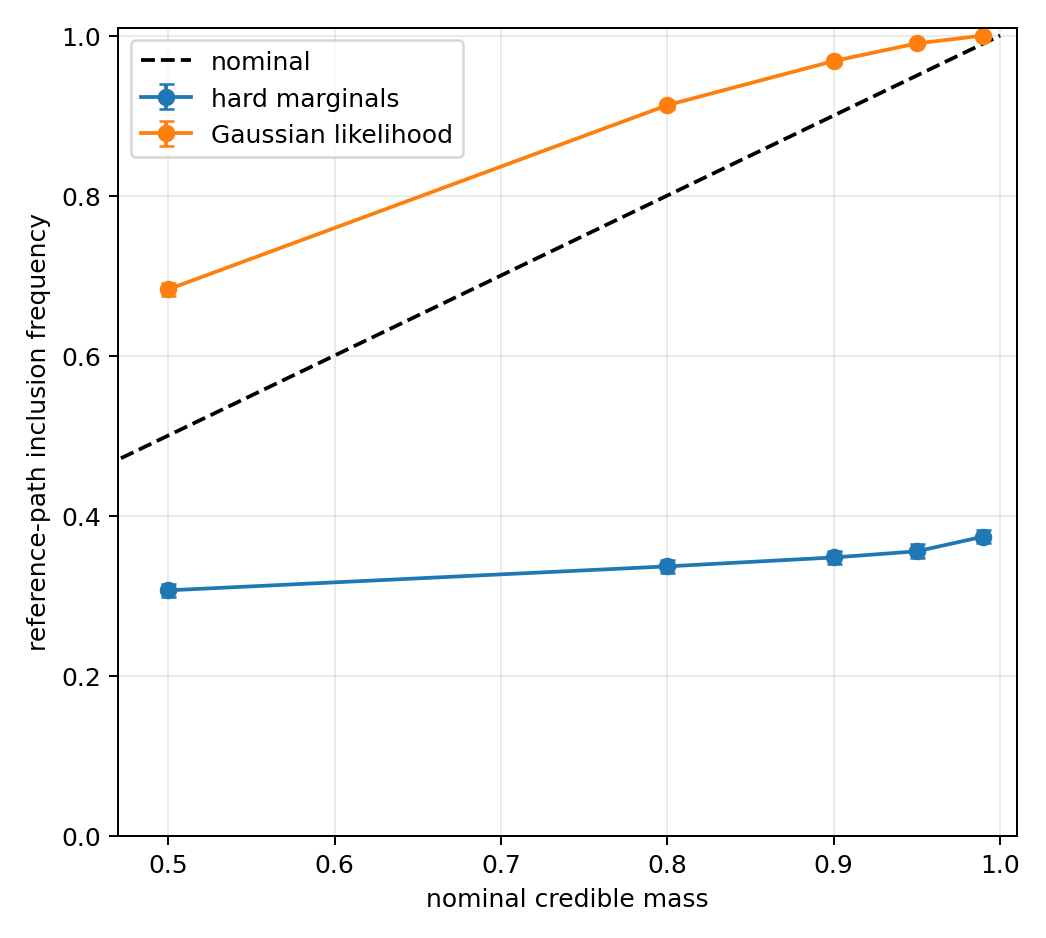 nominal
hard marginals
Gaussian likelihood
reference-path inclusion frequency
1.0
0.8
0.6
0.4
0.2
0.0
0.5
0.6
0.7
0.8
0.9
1.0
nominal credible mass